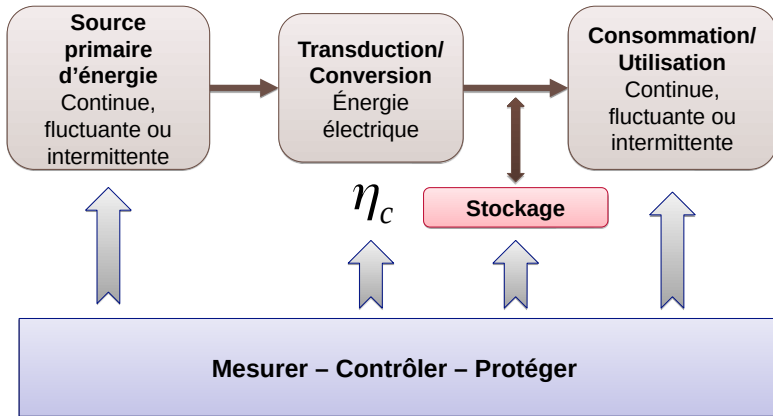 Source
primaire
d’énergie
Continue,
fluctuante ou
intermittente
Transduction/
Conversion
Énergie
électrique
Consommation/
Utilisation
Continue,
fluctuante ou
intermittente
η_c
Stockage
Mesurer – Contrôler – Protéger